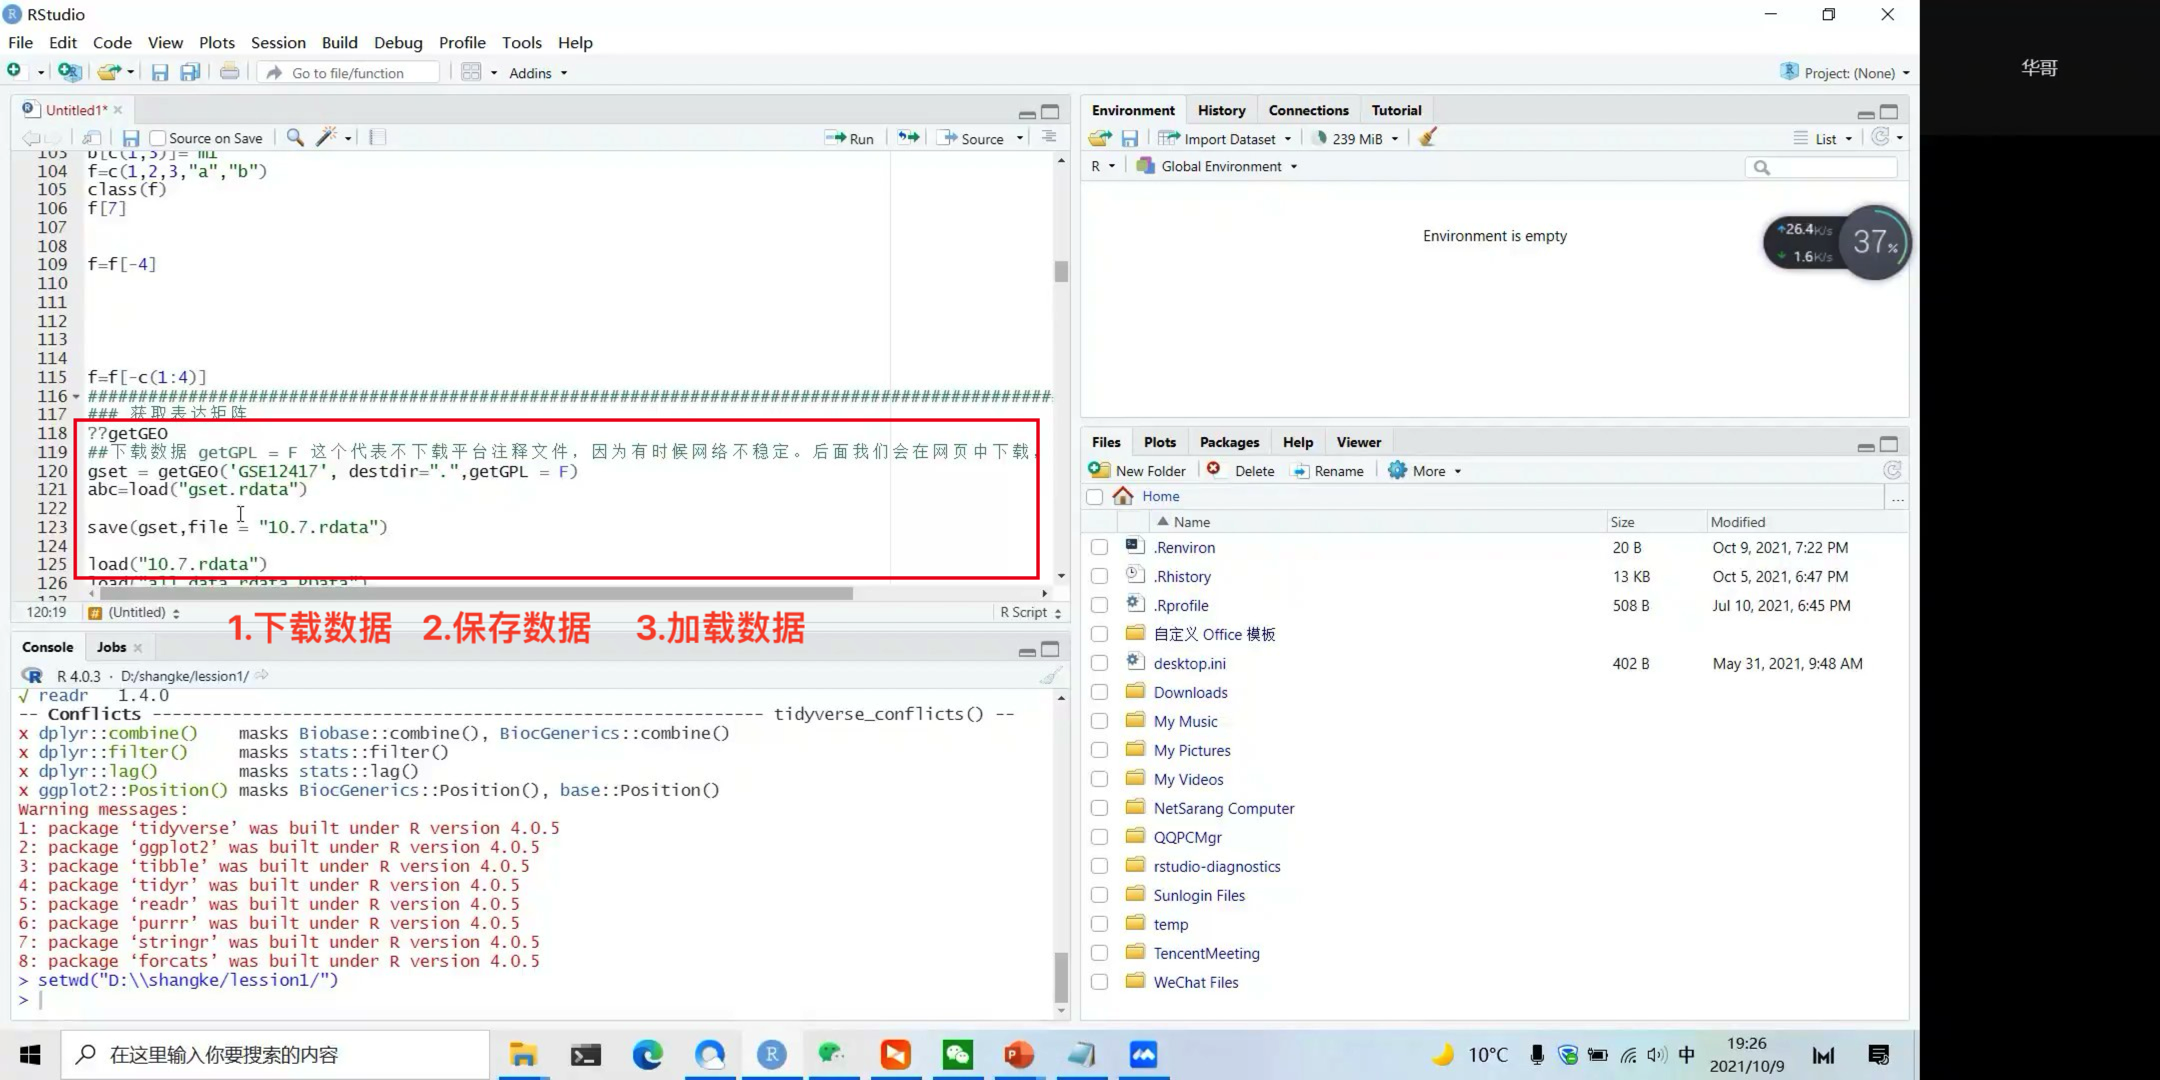 RStudio
File Edit Code View Plots Session Build Debug Profile Tools Help
Go to file/function Addins Project: (None)
华哥
Untitled1*
Source on Save Run Source
103 b[c(1,3)]=
104 f=c(1,2,3,"a","b")
105 class(f)
106 f[7]
107
108
109 f=f[-4]
110
111
112
113
114
115 f=f[-c(1:4)]
116 ################################################################################################
117 ### 获取表达矩阵
118 ??getGEO
119 ##下载数据 getGPL = F 这个代表不下载平台注释文件，因为有时候网络不稳定。后面我们会在网页中下载，
120 gset = getGEO('GSE12417', destdir=".",getGPL = F)
121 abc=load("gset.rdata")
122
123 save(gset,file = "10.7.rdata")
124
125 load("10.7.rdata")
126 load("all.data.rdata.RData")
127
120:19 # (Untitled) R Script
1.下载数据 2.保存数据 3.加载数据
Console Jobs
R 4.0.3 · D:/shangke/lession1/
√ readr 1.4.0
-- Conflicts ------------------------------------------------------------- tidyverse_conflicts() --
x dplyr::combine() masks Biobase::combine(), BiocGenerics::combine()
x dplyr::filter() masks stats::filter()
x dplyr::lag() masks stats::lag()
x ggplot2::Position() masks BiocGenerics::Position(), base::Position()
Warning messages:
1: package ‘tidyverse’ was built under R version 4.0.5
2: package ‘ggplot2’ was built under R version 4.0.5
3: package ‘tibble’ was built under R version 4.0.5
4: package ‘tidyr’ was built under R version 4.0.5
5: package ‘readr’ was built under R version 4.0.5
6: package ‘purrr’ was built under R version 4.0.5
7: package ‘stringr’ was built under R version 4.0.5
8: package ‘forcats’ was built under R version 4.0.5
> setwd("D:\\shangke/lession1/")
>
Environment History Connections Tutorial
Import Dataset 239 MiB List
R Global Environment
Environment is empty
26.4K/s
1.6K/s
37%
Files Plots Packages Help Viewer
New Folder Delete Rename More
Home ...
Name Size Modified
.Renviron 20 B Oct 9, 2021, 7:22 PM
.Rhistory 13 KB Oct 5, 2021, 6:47 PM
.Rprofile 508 B Jul 10, 2021, 6:45 PM
自定义 Office 模板
desktop.ini 402 B May 31, 2021, 9:48 AM
Downloads
My Music
My Pictures
My Videos
NetSarang Computer
QQPCMgr
rstudio-diagnostics
Sunlogin Files
temp
TencentMeeting
WeChat Files
在这里输入你要搜索的内容
10°C 中 19:26
2021/10/9